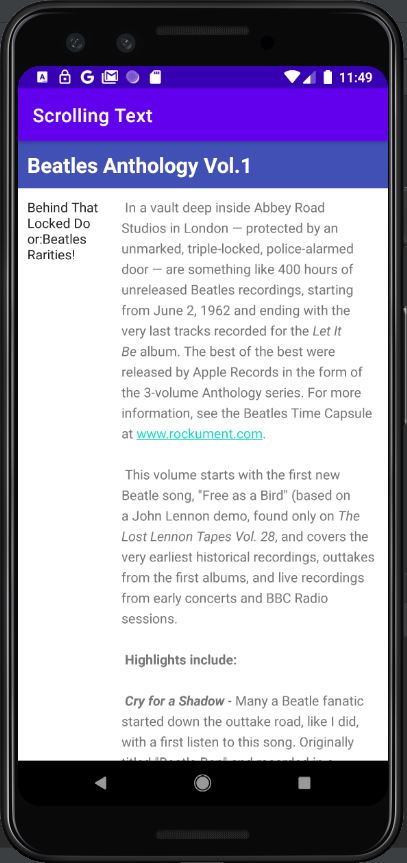 11:49
Scrolling Text
Beatles Anthology Vol.1
Behind That
Locked Do
or:Beatles
Rarities!
In a vault deep inside Abbey Road
Studios in London — protected by an
unmarked, triple-locked, police-alarmed
door — are something like 400 hours of
unreleased Beatles recordings, starting
from June 2, 1962 and ending with the
very last tracks recorded for the Let It
Be album. The best of the best were
released by Apple Records in the form of
the 3-volume Anthology series. For more
information, see the Beatles Time Capsule
at www.rockument.com.
This volume starts with the first new
Beatle song, "Free as a Bird" (based on
a John Lennon demo, found only on The
Lost Lennon Tapes Vol. 28, and covers the
very earliest historical recordings, outtakes
from the first albums, and live recordings
from early concerts and BBC Radio
sessions.
Highlights include:
Cry for a Shadow - Many a Beatle fanatic
started down the outtake road, like I did,
with a first listen to this song. Originally